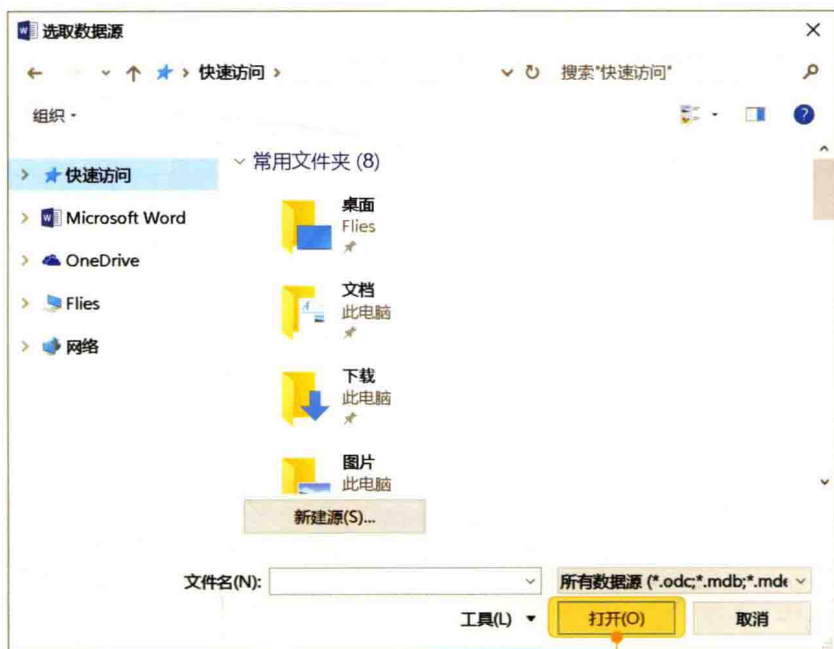 选取数据源
快速访问
搜索"快速访问"
组织
快速访问
Microsoft Word
OneDrive
Flies
网络
常用文件夹 (8)
桌面
Flies
文档
此电脑
下载
此电脑
图片
此电脑
新建源(S)...
文件名(N):
所有数据源 (*.odc;*.mdb;*.mde
工具(L)
打开(O)
取消